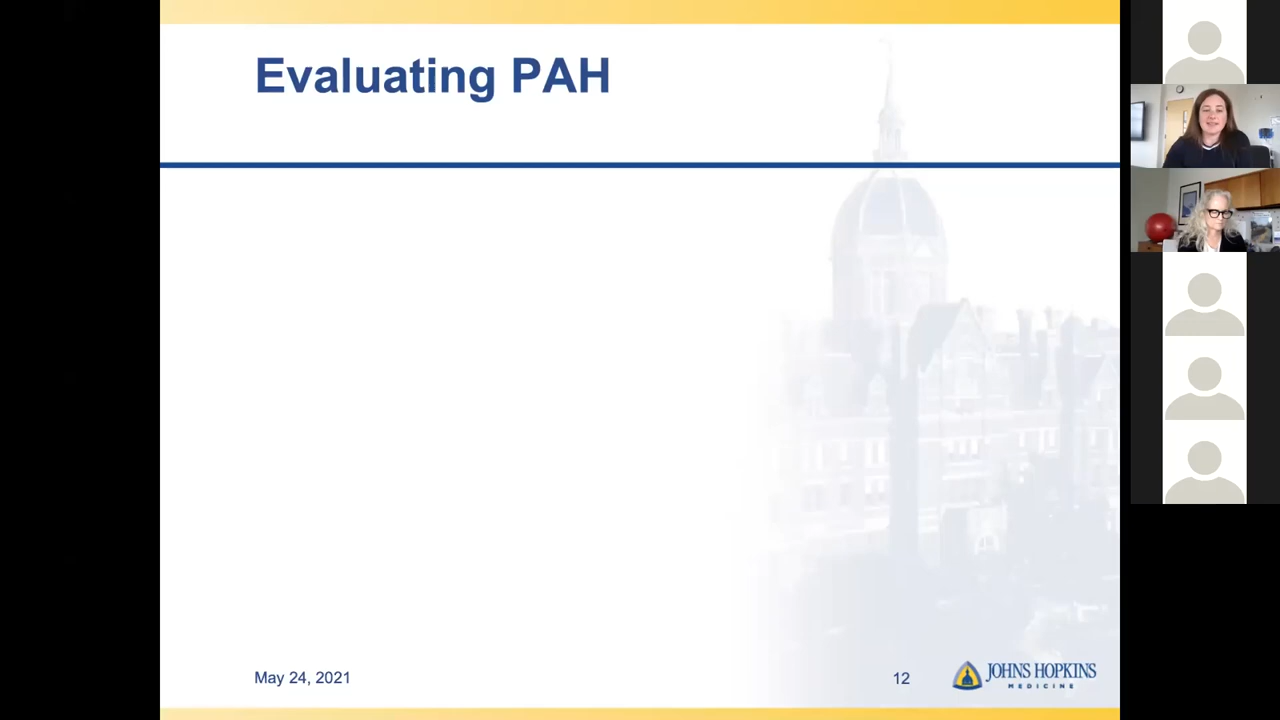 Evaluating PAH
May 24, 2021
12
JOHNS HOPKINS
MEDICINE